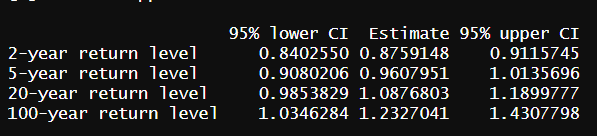 95% lower CI Estimate 95% upper CI
2-year return level 0.8402550 0.8759148 0.9115745
5-year return level 0.9080206 0.9607951 1.0135696
20-year return level 0.9853829 1.0876803 1.1899777
100-year return level 1.0346284 1.2327041 1.4307798